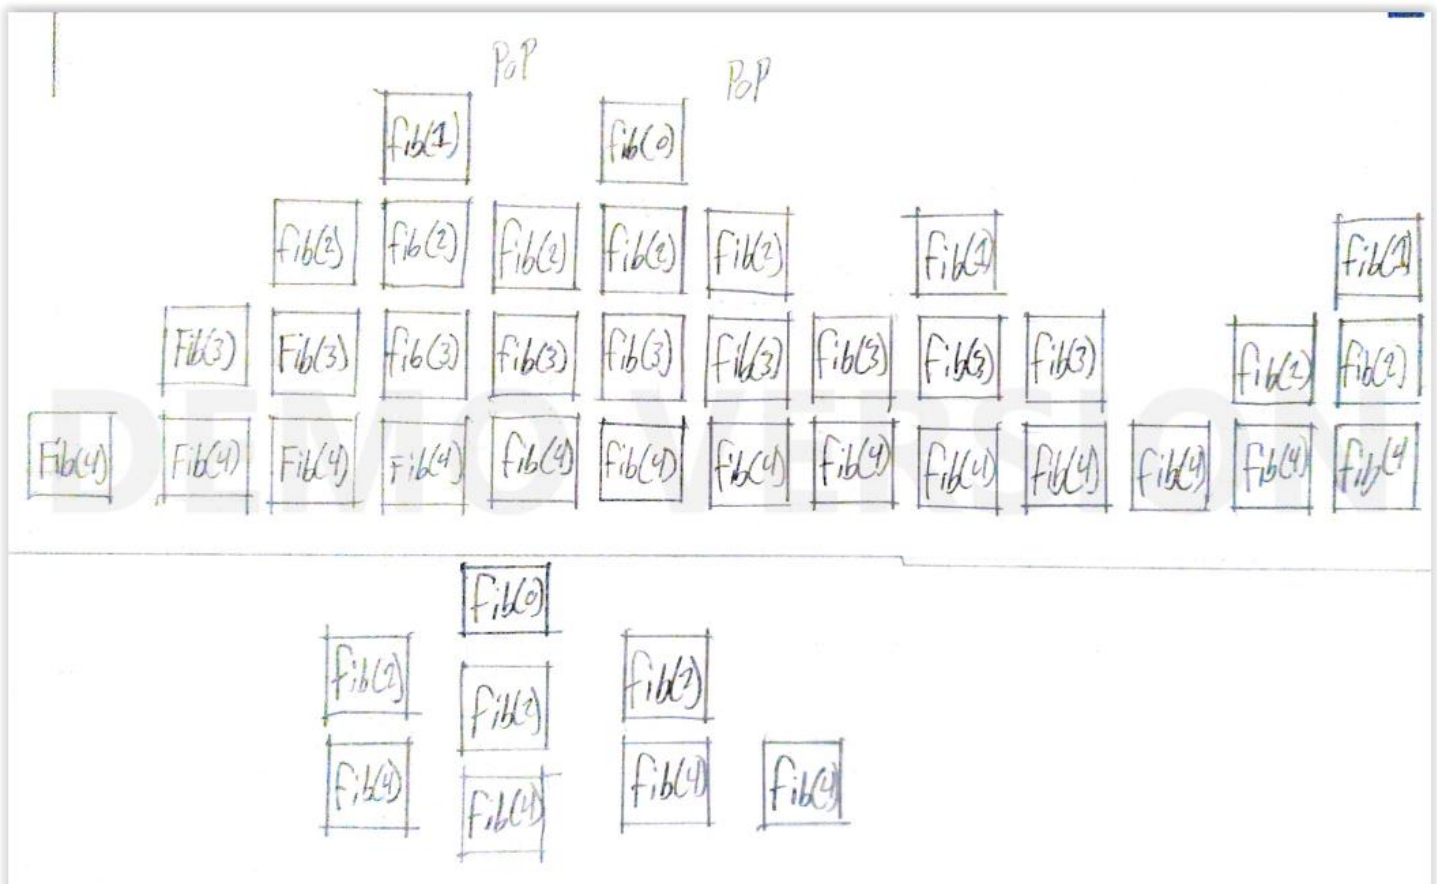 PoP PoP
fib(1) fib(0)
fib(2) fib(2) fib(2) fib(2) fib(2) fib(1) fib(1)
Fib(3) Fib(3) fib(3) fib(3) fib(3) fib(3) fib(3) fib(3) fib(3) fib(2) fib(2)
Fib(4) Fib(4) Fib(4) Fib(4) fib(4) fib(4) fib(4) fib(4) fib(4) fib(4) fib(4) fib(4) fib(4
DEMO VERSION
fib(0)
fib(2) fib(2) fib(2)
fib(4) fib(4) fib(4) fib(4)